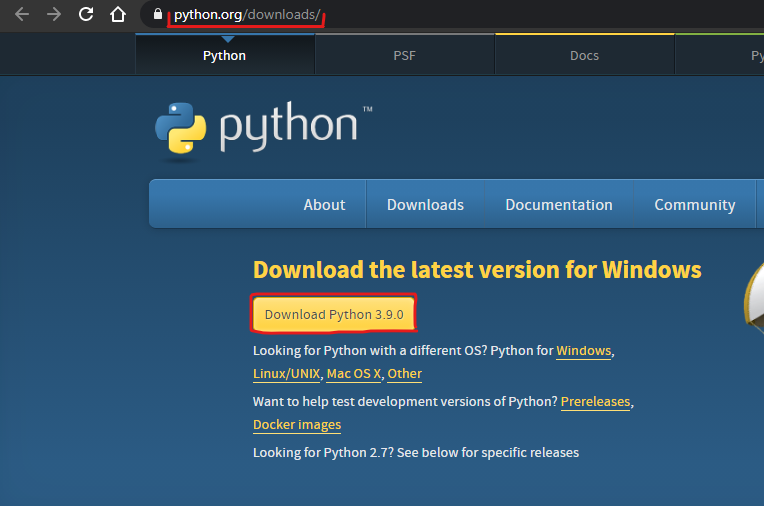 python.org/downloads/
Python PSF Docs Py
python™
About Downloads Documentation Community
Download the latest version for Windows
Download Python 3.9.0
Looking for Python with a different OS? Python for Windows,
Linux/UNIX, Mac OS X, Other
Want to help test development versions of Python? Prereleases,
Docker images
Looking for Python 2.7? See below for specific releases